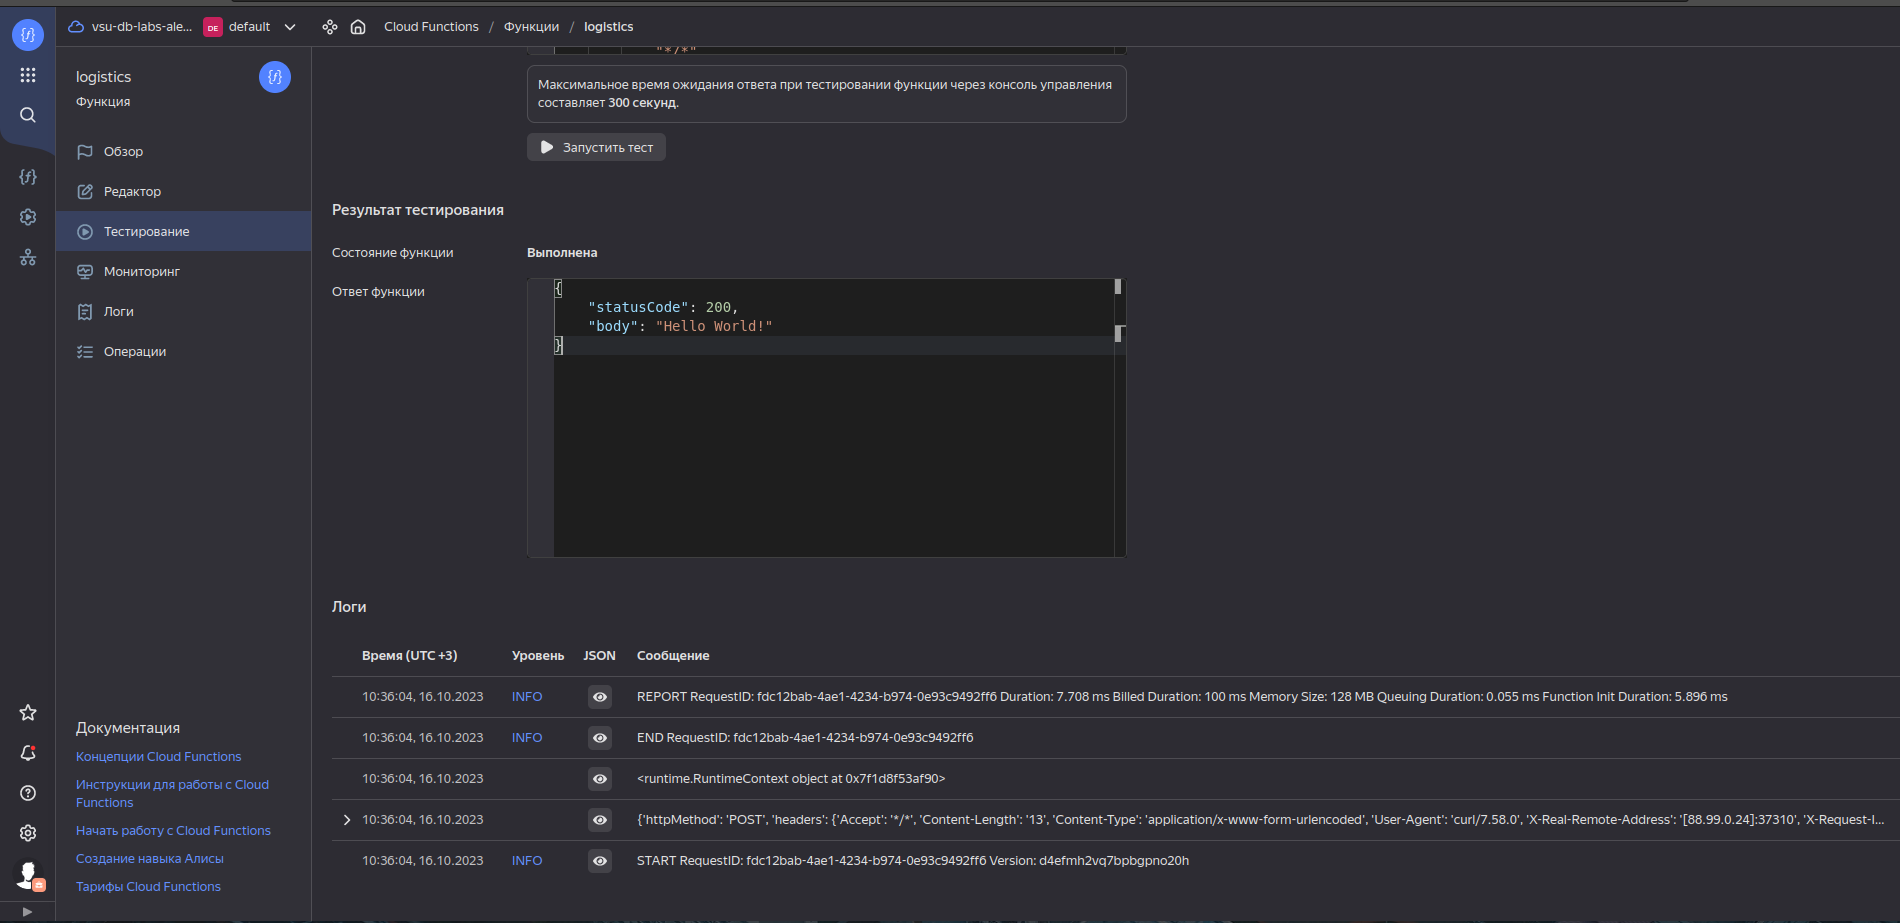 vsu-db-labs-ale...
DE
default
Cloud Functions / Функции / logistics
logistics
Функция
Обзор
Редактор
Тестирование
Мониторинг
Логи
Операции
Документация
Концепции Cloud Functions
Инструкции для работы с Cloud
Functions
Начать работу с Cloud Functions
Создание навыка Алисы
Тарифы Cloud Functions
"*/*"
Максимальное время ожидания ответа при тестировании функции через консоль управления
составляет 300 секунд.
Запустить тест
Результат тестирования
Состояние функции Выполнена
Ответ функции
{
"statusCode": 200,
"body": "Hello World!"
}
Логи
Время (UTC +3) Уровень JSON Сообщение
10:36:04, 16.10.2023 INFO REPORT RequestID: fdc12bab-4ae1-4234-b974-0e93c9492ff6 Duration: 7.708 ms Billed Duration: 100 ms Memory Size: 128 MB Queuing Duration: 0.055 ms Function Init Duration: 5.896 ms
10:36:04, 16.10.2023 INFO END RequestID: fdc12bab-4ae1-4234-b974-0e93c9492ff6
10:36:04, 16.10.2023 <runtime.RuntimeContext object at 0x7f1d8f53af90>
10:36:04, 16.10.2023 {'httpMethod': 'POST', 'headers': {'Accept': '*/*', 'Content-Length': '13', 'Content-Type': 'application/x-www-form-urlencoded', 'User-Agent': 'curl/7.58.0', 'X-Real-Remote-Address': '[88.99.0.24]:37310', 'X-Request-I...
10:36:04, 16.10.2023 INFO START RequestID: fdc12bab-4ae1-4234-b974-0e93c9492ff6 Version: d4efmh2vq7bpbgpno20h